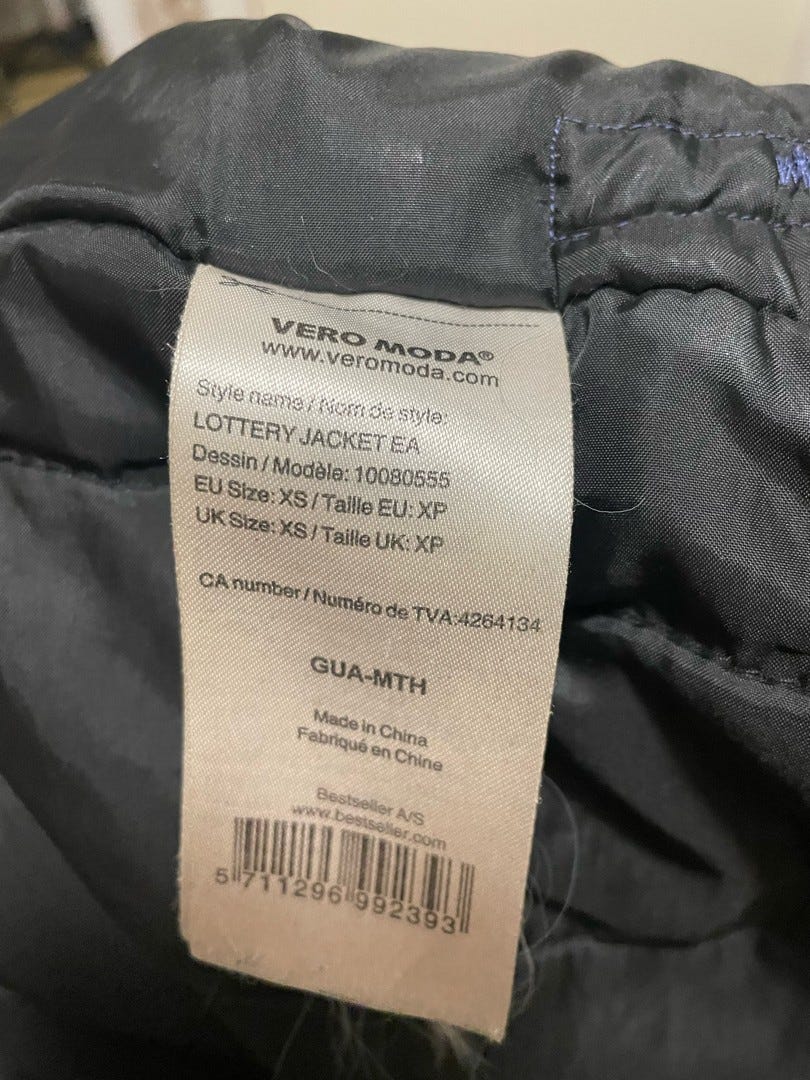 VERO MODA®
www.veromoda.com
Style name / Nom de style:
LOTTERY JACKET EA
Dessin / Modèle: 10080555
EU Size: XS / Taille EU: XP
UK Size: XS / Taille UK: XP
CA number / Numéro de TVA:4264134
GUA-MTH
Made in China
Fabriqué en Chine
Bestseller A/S
www.bestseller.com
5 711296 992393